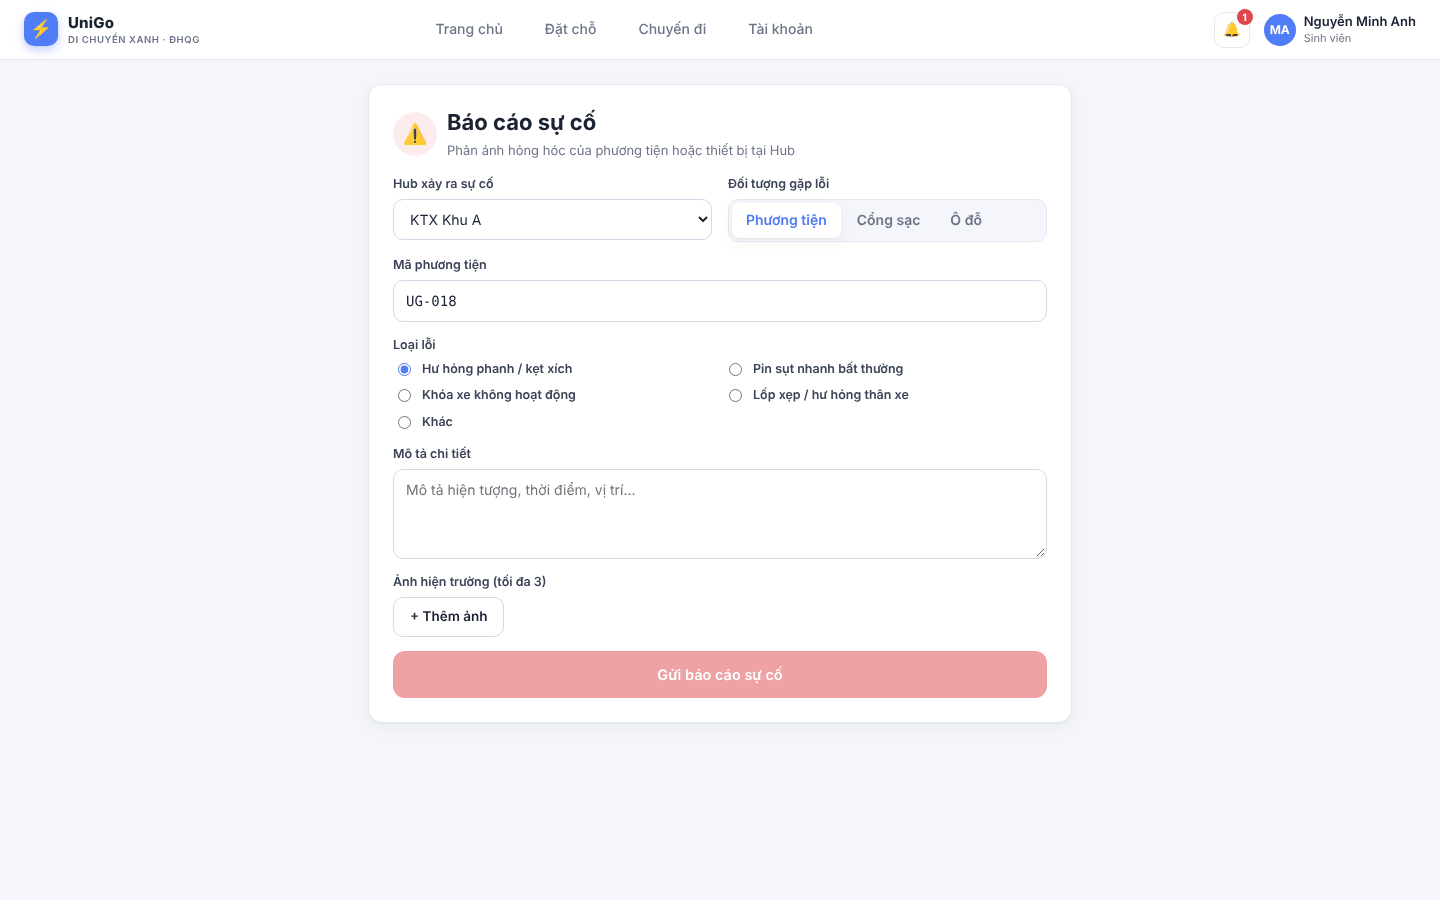 UniGo
DI CHUYỂN XANH · ĐHQG
Trang chủ
Đặt chỗ
Chuyến đi
Tài khoản
1
MA
Nguyễn Minh Anh
Sinh viên
Báo cáo sự cố
Phản ánh hỏng hóc của phương tiện hoặc thiết bị tại Hub
Hub xảy ra sự cố
KTX Khu A
Đối tượng gặp lỗi
Phương tiện
Cổng sạc
Ô đỗ
Mã phương tiện
UG-018
Loại lỗi
Hư hỏng phanh / kẹt xích
Pin sụt nhanh bất thường
Khóa xe không hoạt động
Lốp xẹp / hư hỏng thân xe
Khác
Mô tả chi tiết
Mô tả hiện tượng, thời điểm, vị trí...
Ảnh hiện trường (tối đa 3)
+ Thêm ảnh
Gửi báo cáo sự cố